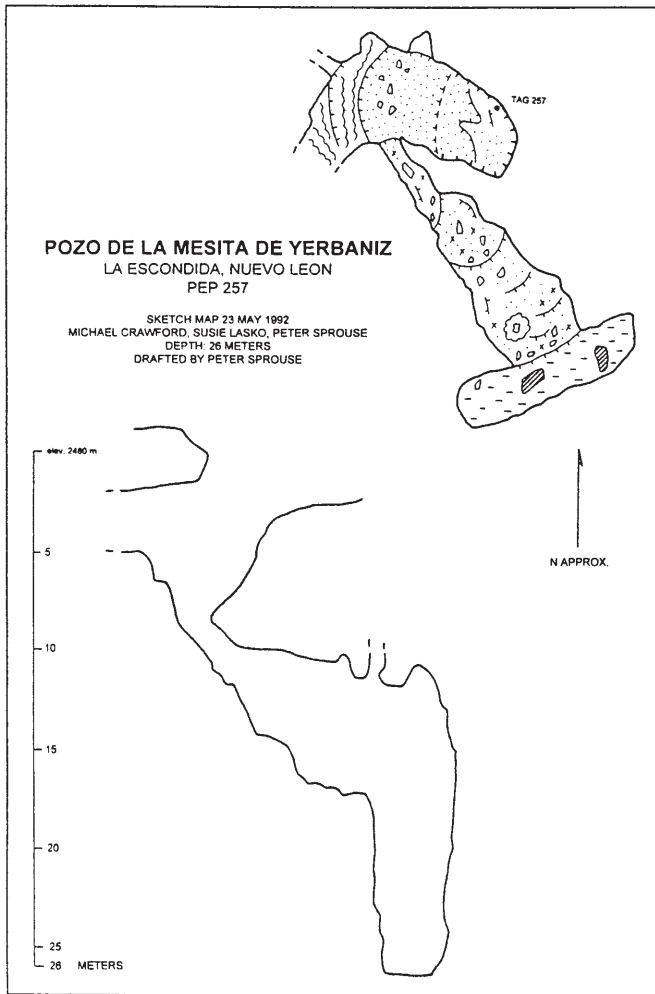 TAG 257
POZO DE LA MESITA DE YERBANIZ
LA ESCONDIDA, NUEVO LEON
PEP 257
SKETCH MAP 23 MAY 1992
MICHAEL CRAWFORD, SUSIE LASKO, PETER SPROUSE
DEPTH: 26 METERS
DRAFTED BY PETER SPROUSE
elev. 2480 m
N APPROX.
5
10
15
20
25
26 METERS